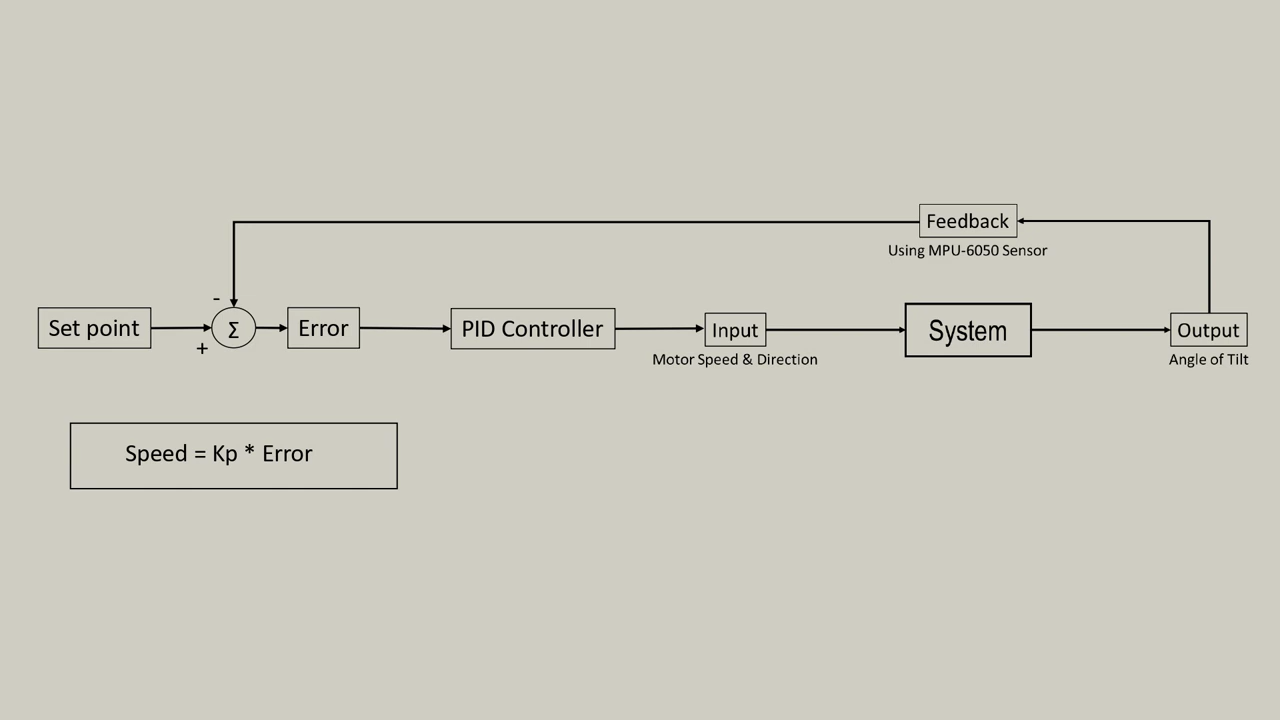 Feedback
Using MPU-6050 Sensor
-
Set point
Σ
+
Error
PID Controller
Input
Motor Speed & Direction
System
Output
Angle of Tilt
Speed = Kp * Error